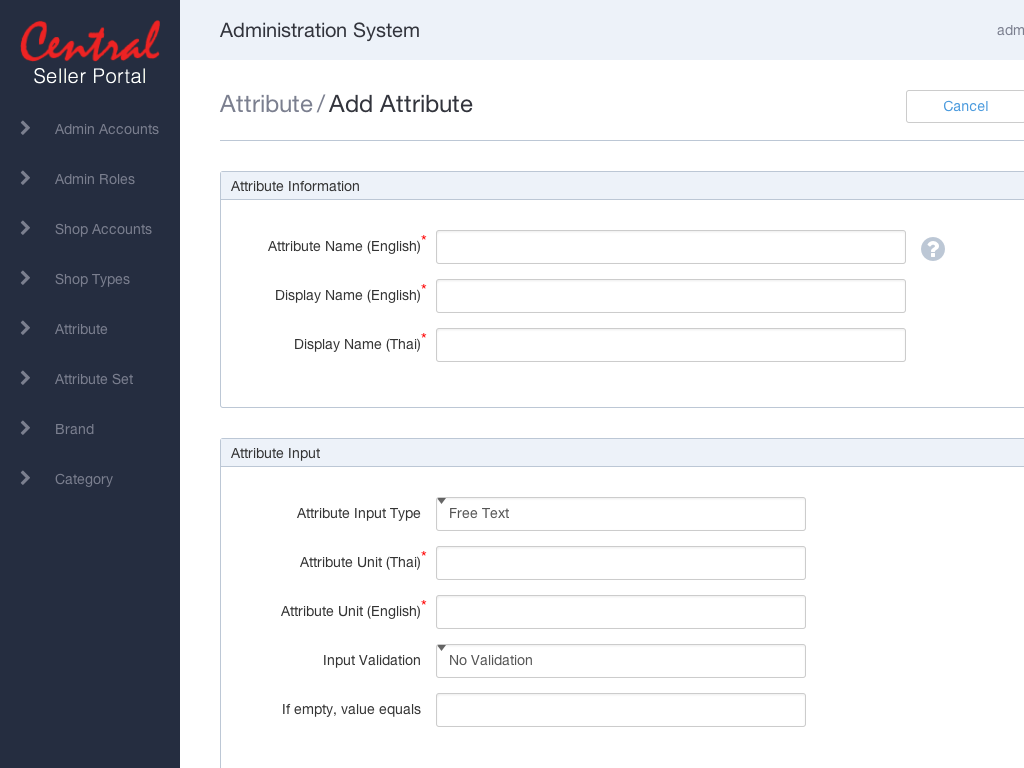 Central
Seller Portal
Admin Accounts
Admin Roles
Shop Accounts
Shop Types
Attribute
Attribute Set
Brand
Category
Administration System
adm
Attribute / Add Attribute
Cancel
Attribute Information
Attribute Name (English)*
?
Display Name (English)*
Display Name (Thai)*
Attribute Input
Attribute Input Type Free Text
Attribute Unit (Thai)*
Attribute Unit (English)*
Input Validation No Validation
If empty, value equals